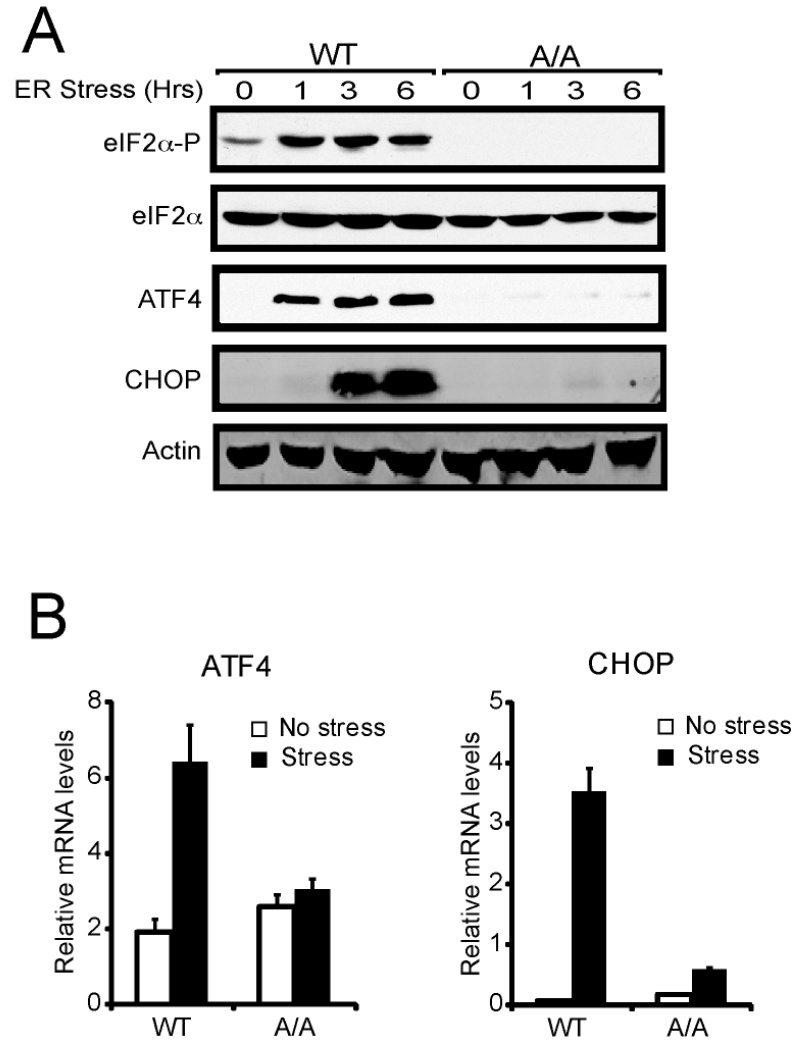 A
WT A/A
ER Stress (Hrs) 0 1 3 6 0 1 3 6
eIF2α-P
eIF2α
ATF4
CHOP
Actin
B
ATF4
Relative mRNA levels
8
6
4
2
0
No stress
Stress
WT A/A
CHOP
Relative mRNA levels
5
4
3
2
1
0
No stress
Stress
WT A/A